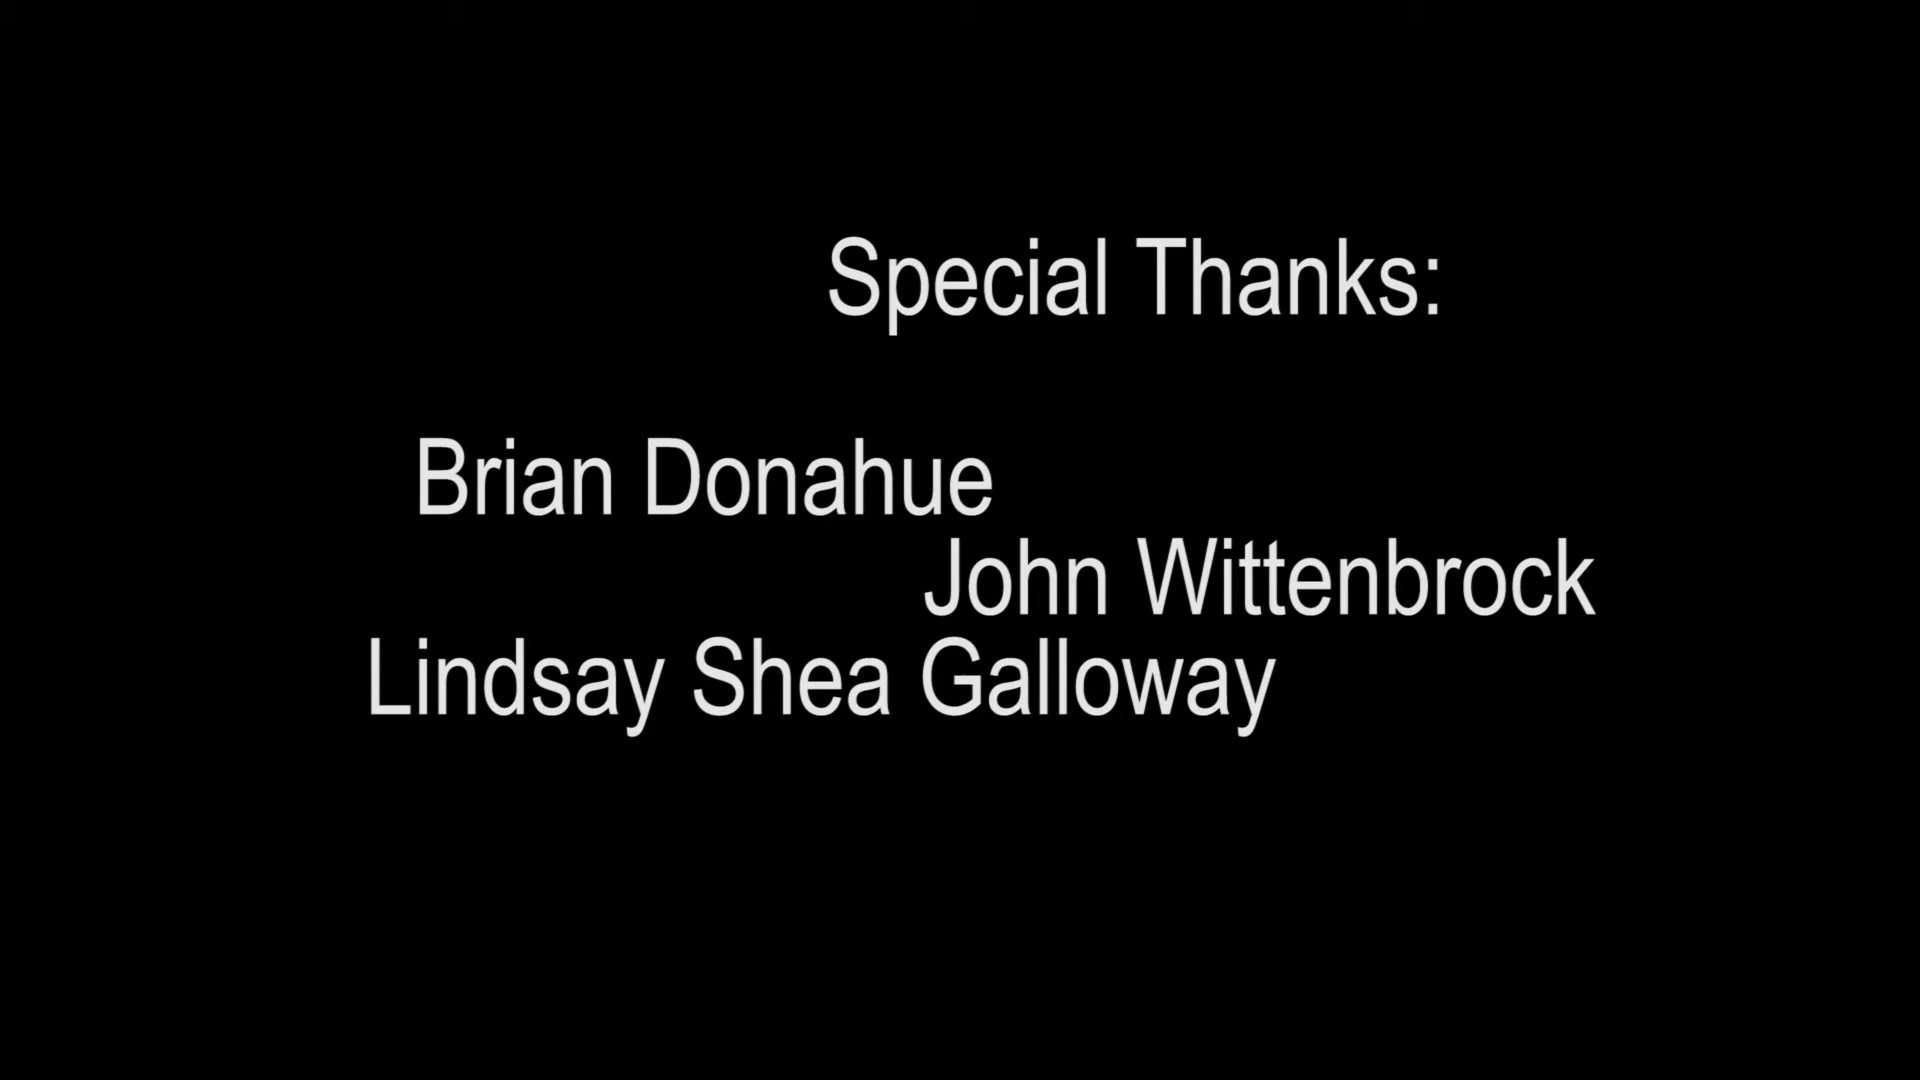 Special Thanks:
Brian Donahue
John Wittenbrock
Lindsay Shea Galloway